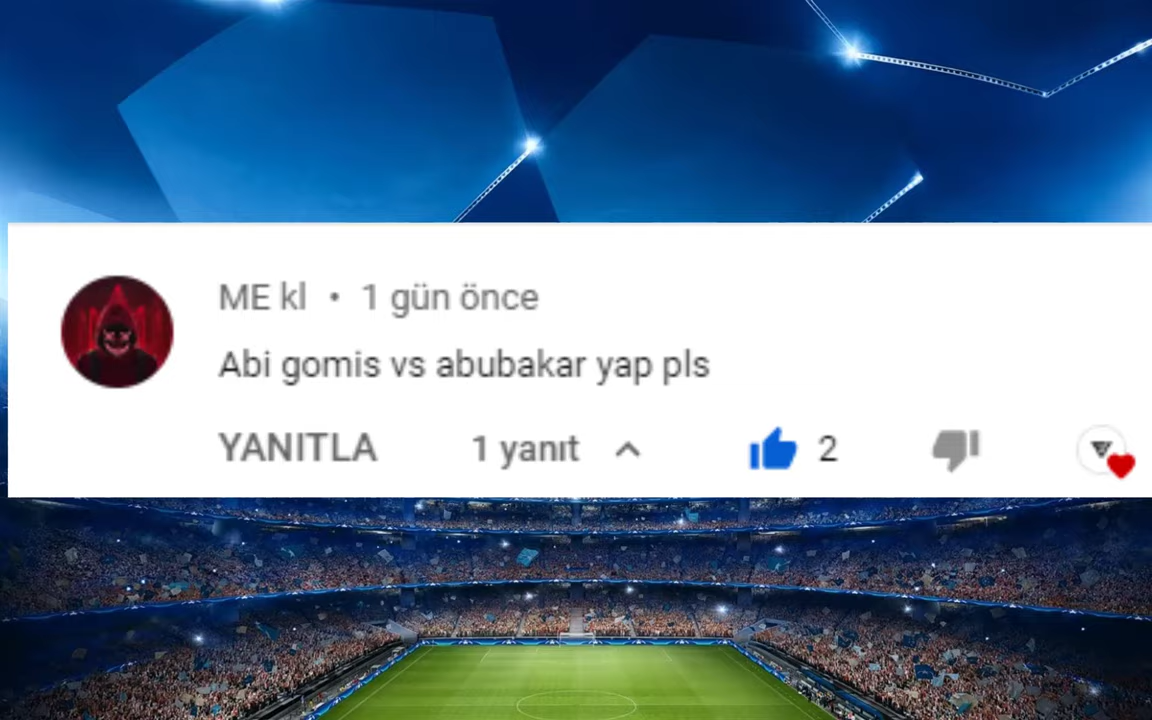 ME kl • 1 gün önce
Abi gomis vs abubakar yap pls
YANITLA 1 yanıt 2